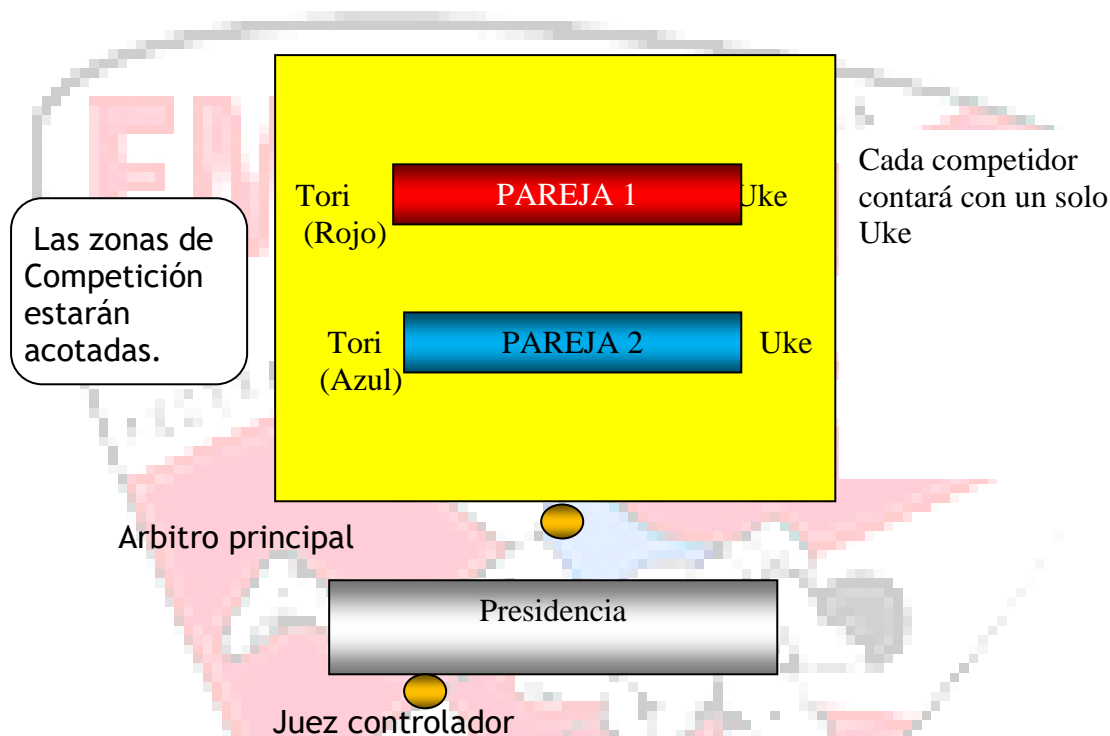 Cada competidor
contará con un solo
Uke
Tori PAREJA 1 Uke
(Rojo)
Las zonas de
Competición
estarán
acotadas.
Tori PAREJA 2 Uke
(Azul)
Arbitro principal
Presidencia
Juez controlador